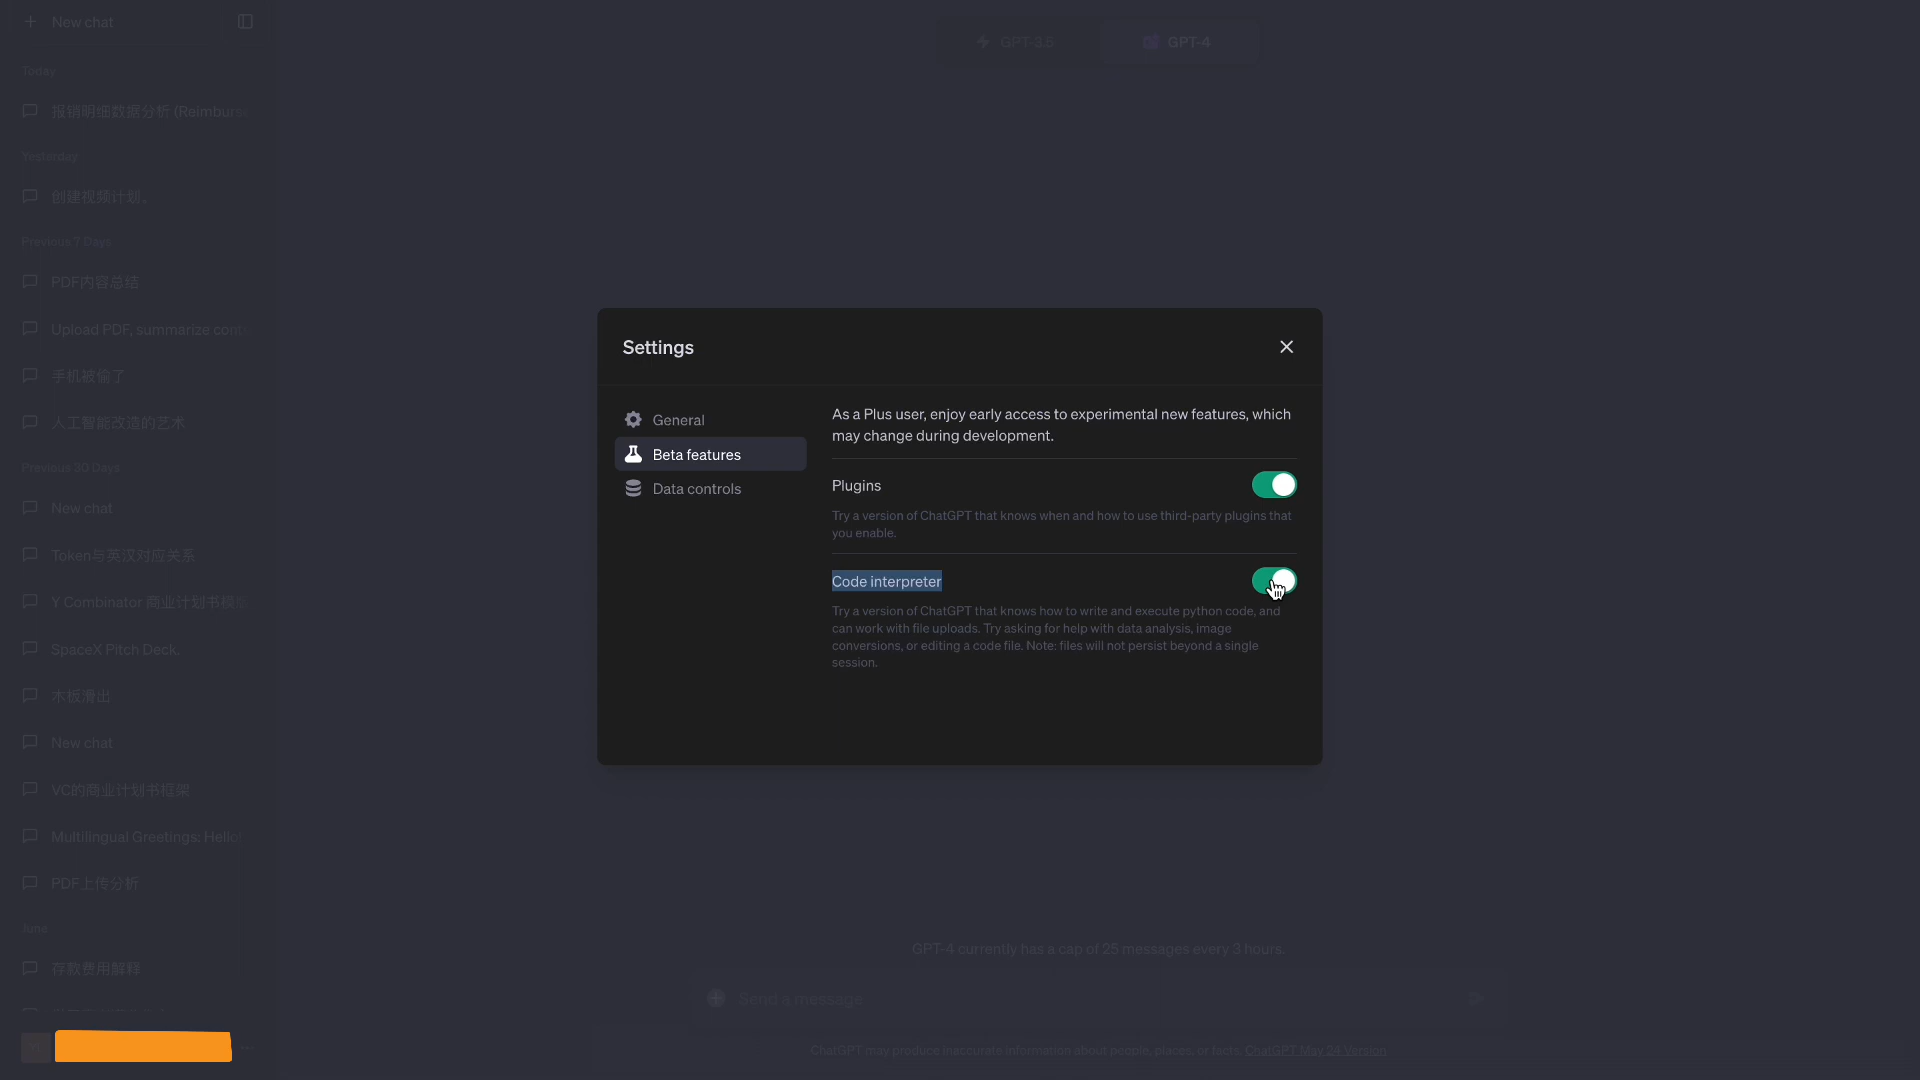 New chat
GPT-3.5
GPT-4
Today
报销明细数据分析 (Reimburse
Yesterday
创建视频计划。
Previous 7 Days
PDF内容总结
Upload PDF, summarize cont
手机被偷了
人工智能改造的艺术
Previous 30 Days
New chat
Token与英汉对应关系
Y Combinator 商业计划书模
SpaceX Pitch Deck.
木板滑出
New chat
VC的商业计划书框架
Multilingual Greetings: Hello!
PDF上传分析
June
存款费用解释
Settings
General
Beta features
Data controls
As a Plus user, enjoy early access to experimental new features, which
may change during development.
Plugins
Try a version of ChatGPT that knows when and how to use third-party plugins that
you enable.
Code interpreter
Try a version of ChatGPT that knows how to write and execute python code, and
can work with file uploads. Try asking for help with data analysis, image
conversions, or editing a code file. Note: files will not persist beyond a single
session.
GPT-4 currently has a cap of 25 messages every 3 hours.
Send a message
ChatGPT may produce inaccurate information about people, places, or facts. ChatGPT May 24 Version